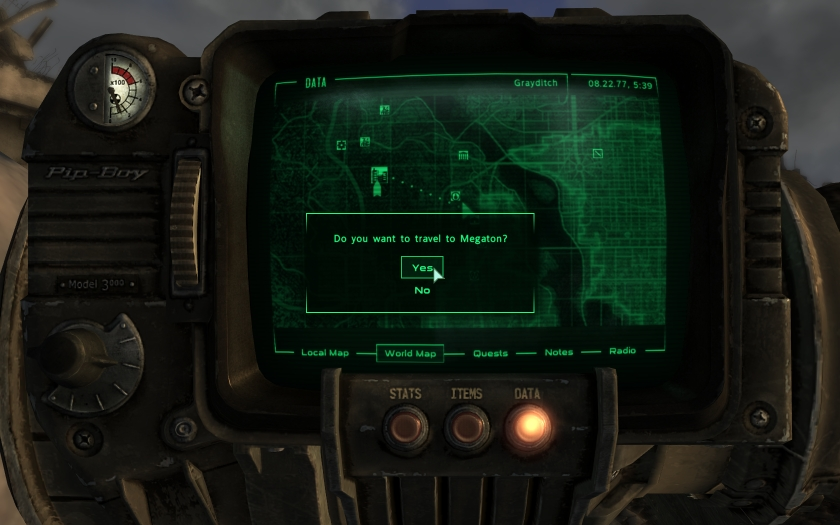 DATA
Grayditch
08.22.77, 5:39
x100
Pip-Boy
Model 3000
Do you want to travel to Megaton?
Yes
No
Local Map
World Map
Quests
Notes
Radio
STATS
ITEMS
DATA